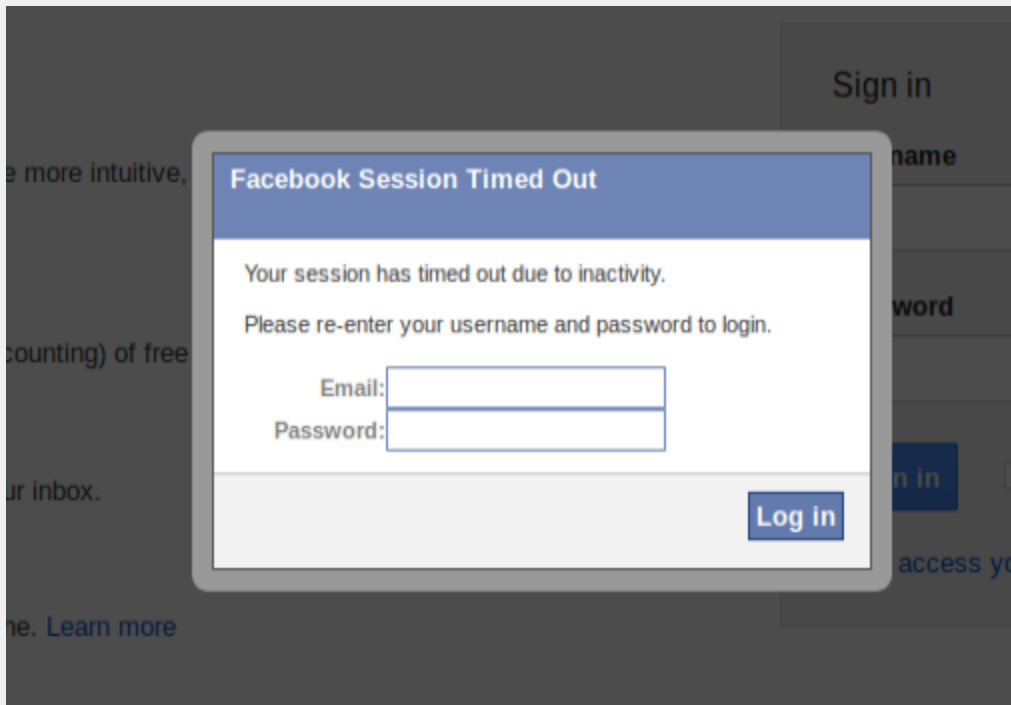 Sign in
name
e more intuitive,
Facebook Session Timed Out
Your session has timed out due to inactivity.
Please re-enter your username and password to login.
word
counting) of free
Email:
Password:
n in
ur inbox.
Log in
access yo
ne. Learn more